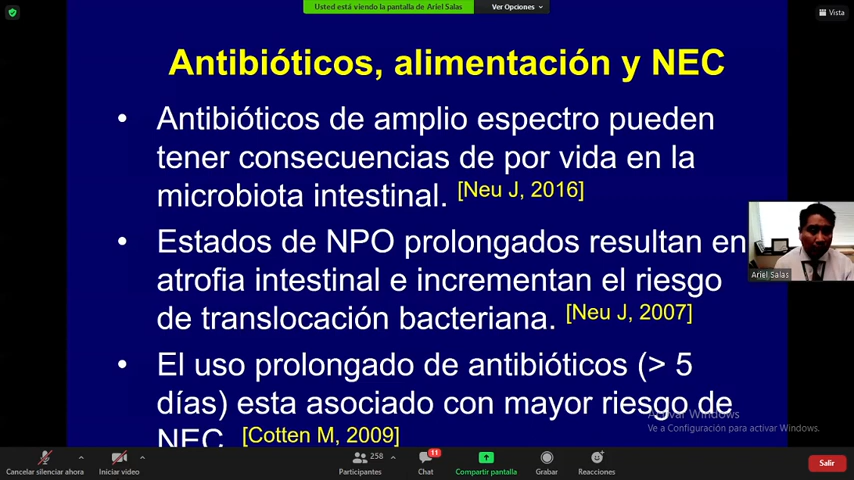 Usted está viendo la pantalla de Ariel Salas
Ver Opciones
Vista
Antibióticos, alimentación y NEC
• Antibióticos de amplio espectro pueden
tener consecuencias de por vida en la
microbiota intestinal. [Neu J, 2016]
• Estados de NPO prolongados resultan en
atrofia intestinal e incrementan el riesgo
de translocación bacteriana. [Neu J, 2007]
Ariel Salas
• El uso prolongado de antibióticos (> 5
días) esta asociado con mayor riesgo de
NEC. [Cotten M, 2009]
Activar Windows
Ve a Configuración para activar Windows.
Cancelar silenciar ahora
Iniciar video
258
Participantes
11
Chat
Compartir pantalla
Grabar
Reacciones
Salir